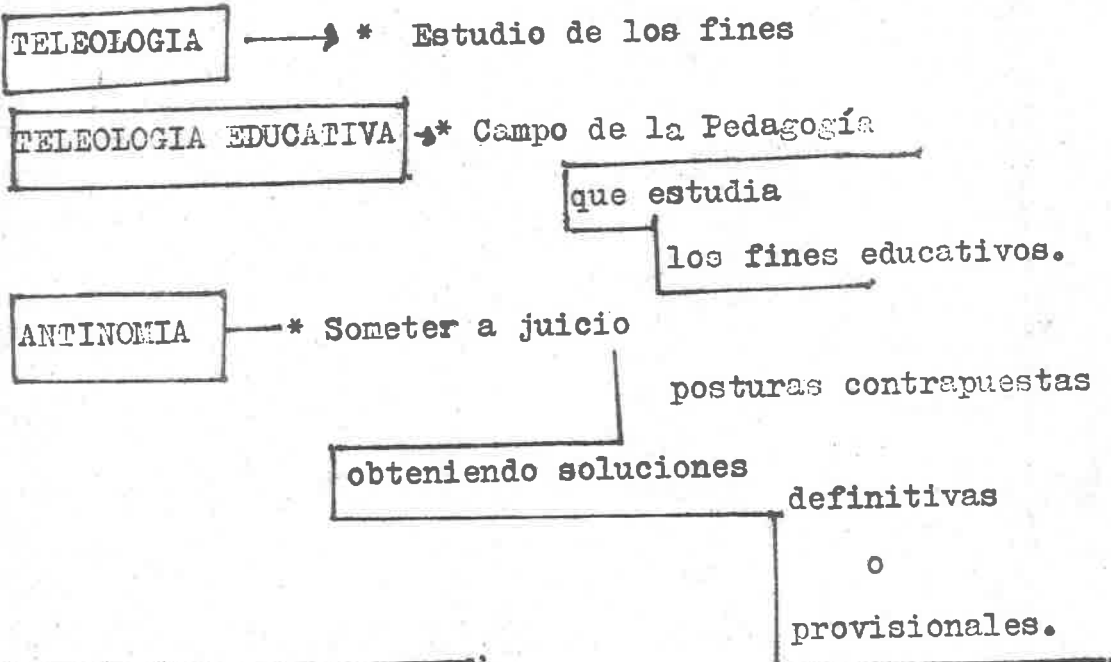 TELEOLOGIA * Estudio de los fines
TELEOLOGIA EDUCATIVA * Campo de la Pedagogía
que estudia
los fines educativos.
ANTINOMIA * Someter a juicio
posturas contrapuestas
obteniendo soluciones
definitivas
o
provisionales.